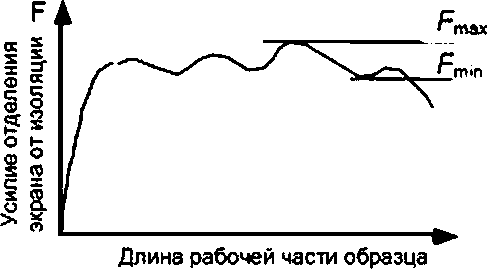 F
Fmax
Fmin
Усилие отделения
экрана от изоляции
Длина рабочей части образца